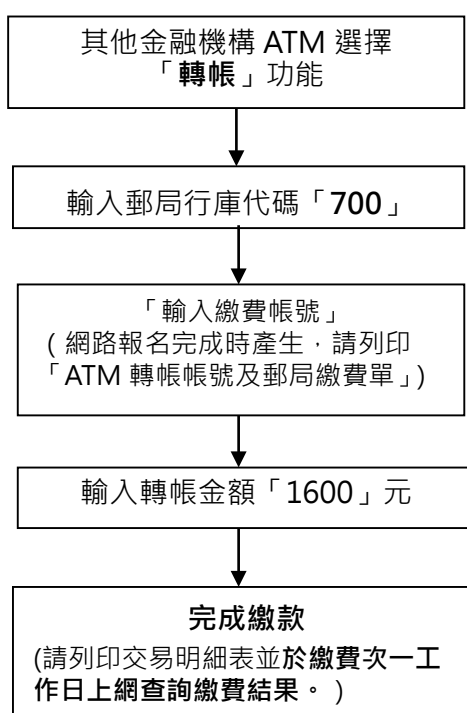 其他金融機構 ATM 選擇
「轉帳」功能
輸入郵局行庫代碼「700」
「輸入繳費帳號」
(網路報名完成時產生，請列印
「ATM 轉帳帳號及郵局繳費單」)
輸入轉帳金額「1600」元
完成繳款
(請列印交易明細表並於繳費次一工
作日上網查詢繳費結果。)